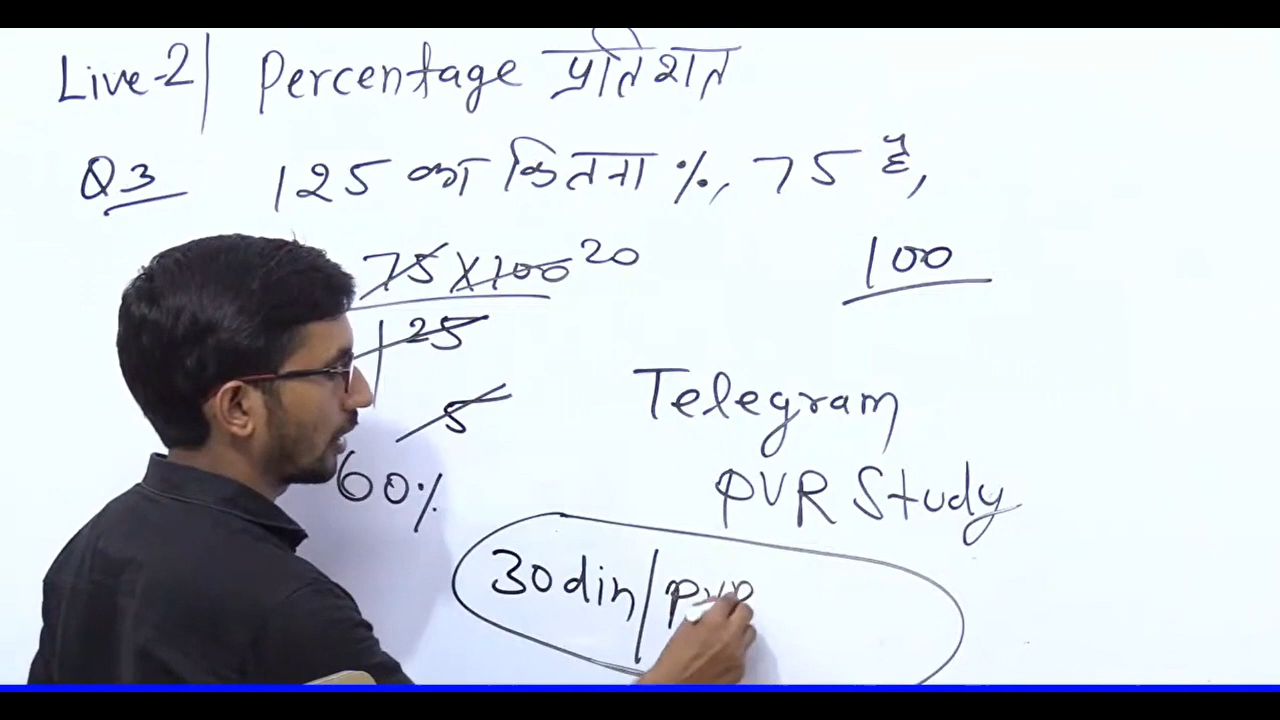 Live-2| Percentage प्रतिशत
Q3 125 का कितना %, 75 है,
75 X 100 20
125
100
5
60%
Telegram
PVR Study
30 din / PVR